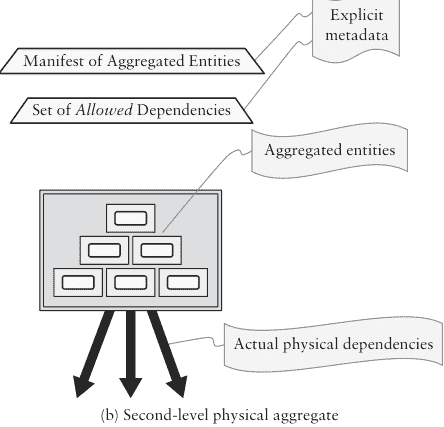 Explicit
metadata
Manifest of Aggregated Entities
Set of Allowed Dependencies
Aggregated entities
Actual physical dependencies
(b) Second-level physical aggregate